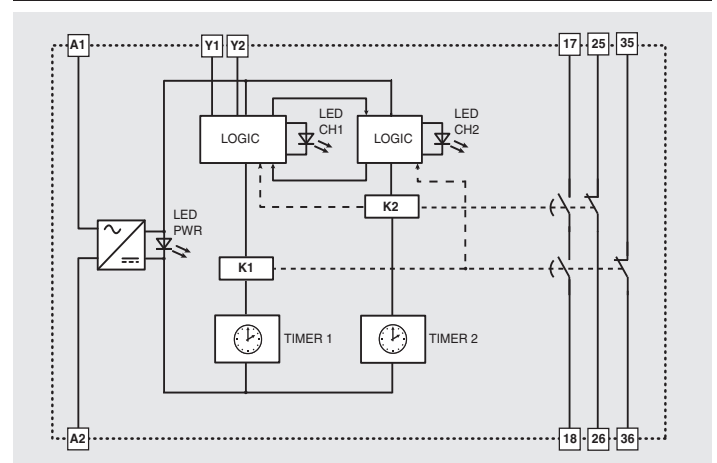 A1
Y1 Y2
17 25 35
LED
CH1
LED
CH2
LOGIC
LOGIC
K2
LED
PWR
K1
TIMER 1
TIMER 2
A2
18 26 36